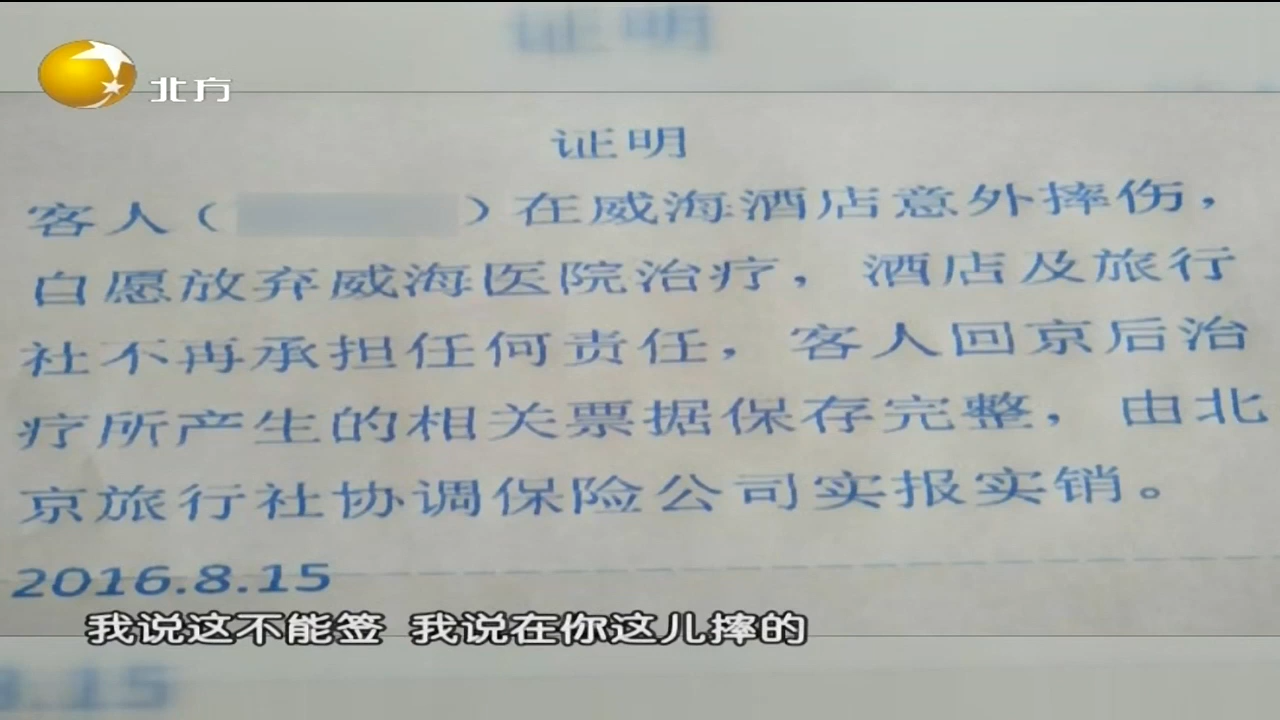 证明
北方
证明
客人（ ）在威海酒店意外摔伤，
自愿放弃威海医院治疗，酒店及旅行
社不再承担任何责任，客人回京后治
疗所产生的相关票据保存完整，由北
京旅行社协调保险公司实报实销。
2016.8.15
我说这不能签 我说在你这儿摔的
8.15